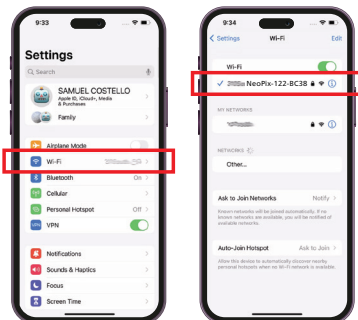 9:33
Settings
Search
SAMUEL COSTELLO
Apple ID, iCloud+, Media
& Purchases
Family
Airplane Mode
Wi-Fi
Bluetooth On
Cellular
Personal Hotspot Off
VPN
Notifications
Sounds & Haptics
Focus
Screen Time
9:34
Settings Wi-Fi Edit
Wi-Fi
NeoPix-122-BC38
MY NETWORKS
NETWORKS
Other...
Ask to Join Networks Notify
Known networks will be joined automatically. If no
known networks are available, you will be notified of
available networks.
Auto-Join Hotspot Ask to Join
Allow this device to automatically discover nearby
personal hotspots when no Wi-Fi network is available.